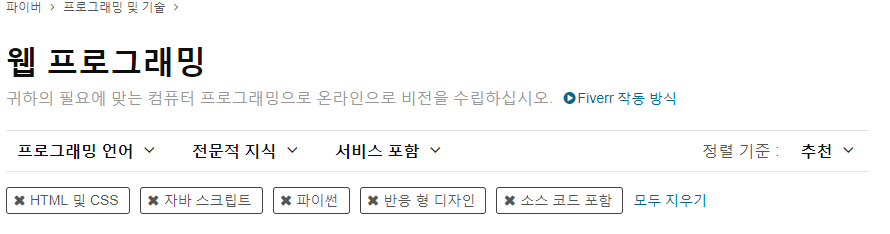 파이버 > 프로그래밍 및 기술 >
웹 프로그래밍
귀하의 필요에 맞는 컴퓨터 프로그래밍으로 온라인으로 비전을 수립하십시오. Fiverr 작동 방식
프로그래밍 언어 전문적 지식 서비스 포함 정렬 기준 : 추천
✖ HTML 및 CSS ✖ 자바 스크립트 ✖ 파이썬 ✖ 반응 형 디자인 ✖ 소스 코드 포함 모두 지우기